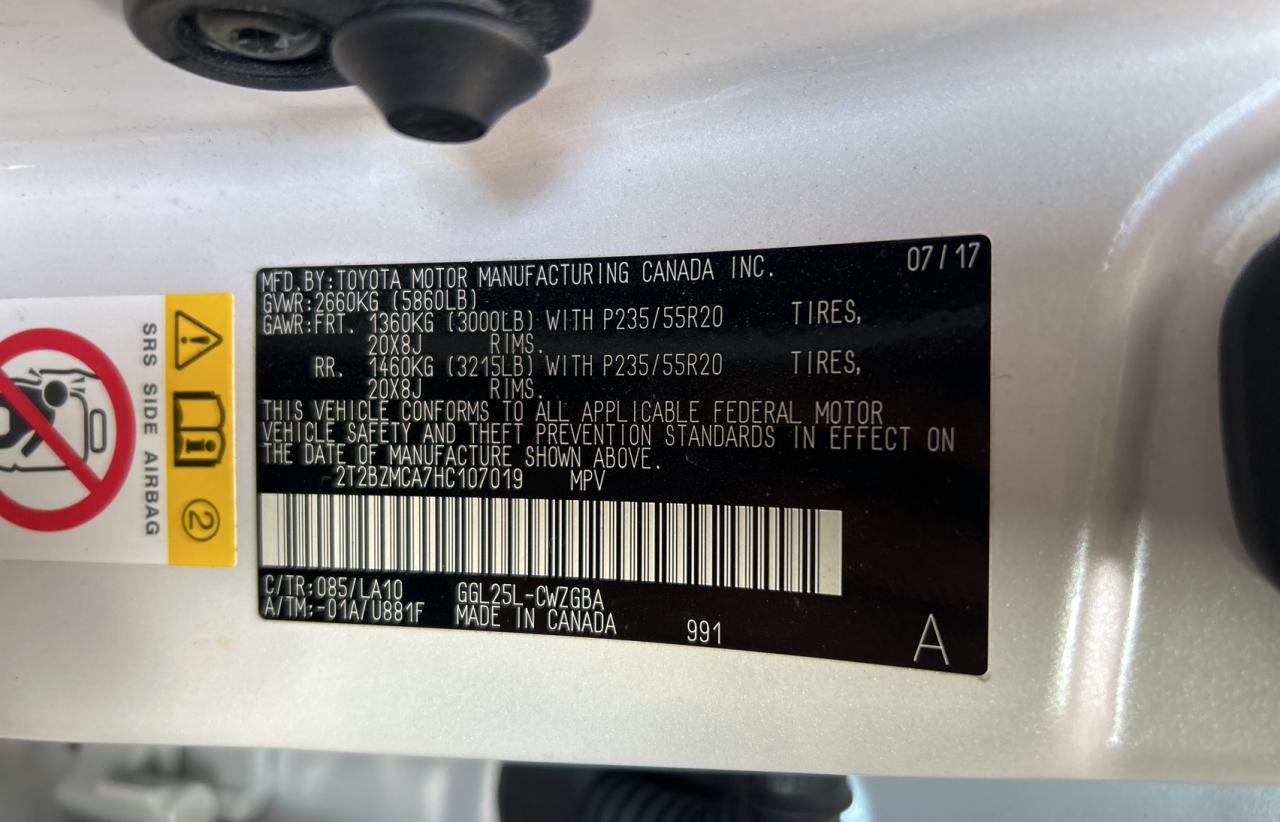 MFD.BY:TOYOTA MOTOR MANUFACTURING CANADA INC. 07/17
GVWR:2660KG (5860LB)
GAWR:FRT. 1360KG (3000LB) WITH P235/55R20 TIRES,
20X8J RIMS.
RR. 1460KG (3215LB) WITH P235/55R20 TIRES,
20X8J RIMS.
THIS VEHICLE CONFORMS TO ALL APPLICABLE FEDERAL MOTOR
VEHICLE SAFETY AND THEFT PREVENTION STANDARDS IN EFFECT ON
THE DATE OF MANUFACTURE SHOWN ABOVE.
2T2BZMCA7HC107019 MPV
C/TR:085/LA10 GGL25L-CWZGBA
A/TM:-01A/U881F MADE IN CANADA 991 A
SRS SIDE AIRBAG
2